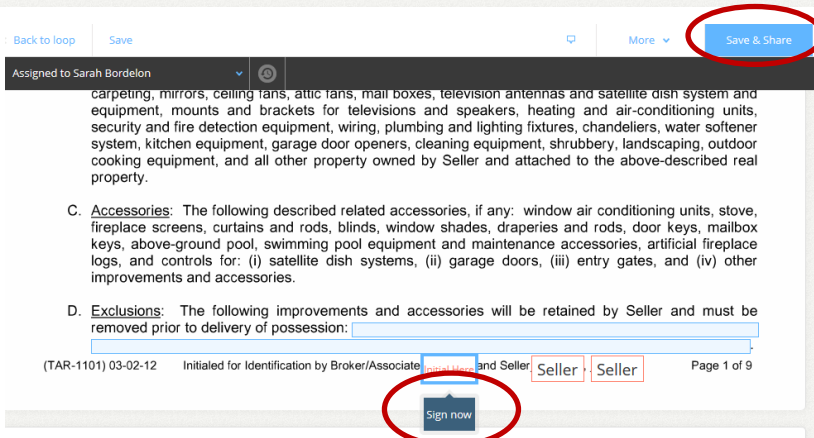 Back to loop Save More Save & Share
Assigned to Sarah Bordelon
carpeting, mirrors, ceiling fans, attic fans, mail boxes, television antennas and satellite dish system and
equipment, mounts and brackets for televisions and speakers, heating and air-conditioning units,
security and fire detection equipment, wiring, plumbing and lighting fixtures, chandeliers, water softener
system, kitchen equipment, garage door openers, cleaning equipment, shrubbery, landscaping, outdoor
cooking equipment, and all other property owned by Seller and attached to the above-described real
property.
C. Accessories: The following described related accessories, if any: window air conditioning units, stove,
fireplace screens, curtains and rods, blinds, window shades, draperies and rods, door keys, mailbox
keys, above-ground pool, swimming pool equipment and maintenance accessories, artificial fireplace
logs, and controls for: (i) satellite dish systems, (ii) garage doors, (iii) entry gates, and (iv) other
improvements and accessories.
D. Exclusions: The following improvements and accessories will be retained by Seller and must be
removed prior to delivery of possession:
.
(TAR-1101) 03-02-12 Initialed for Identification by Broker/Associate Initial Here and Seller Seller , Seller Page 1 of 9
Sign now